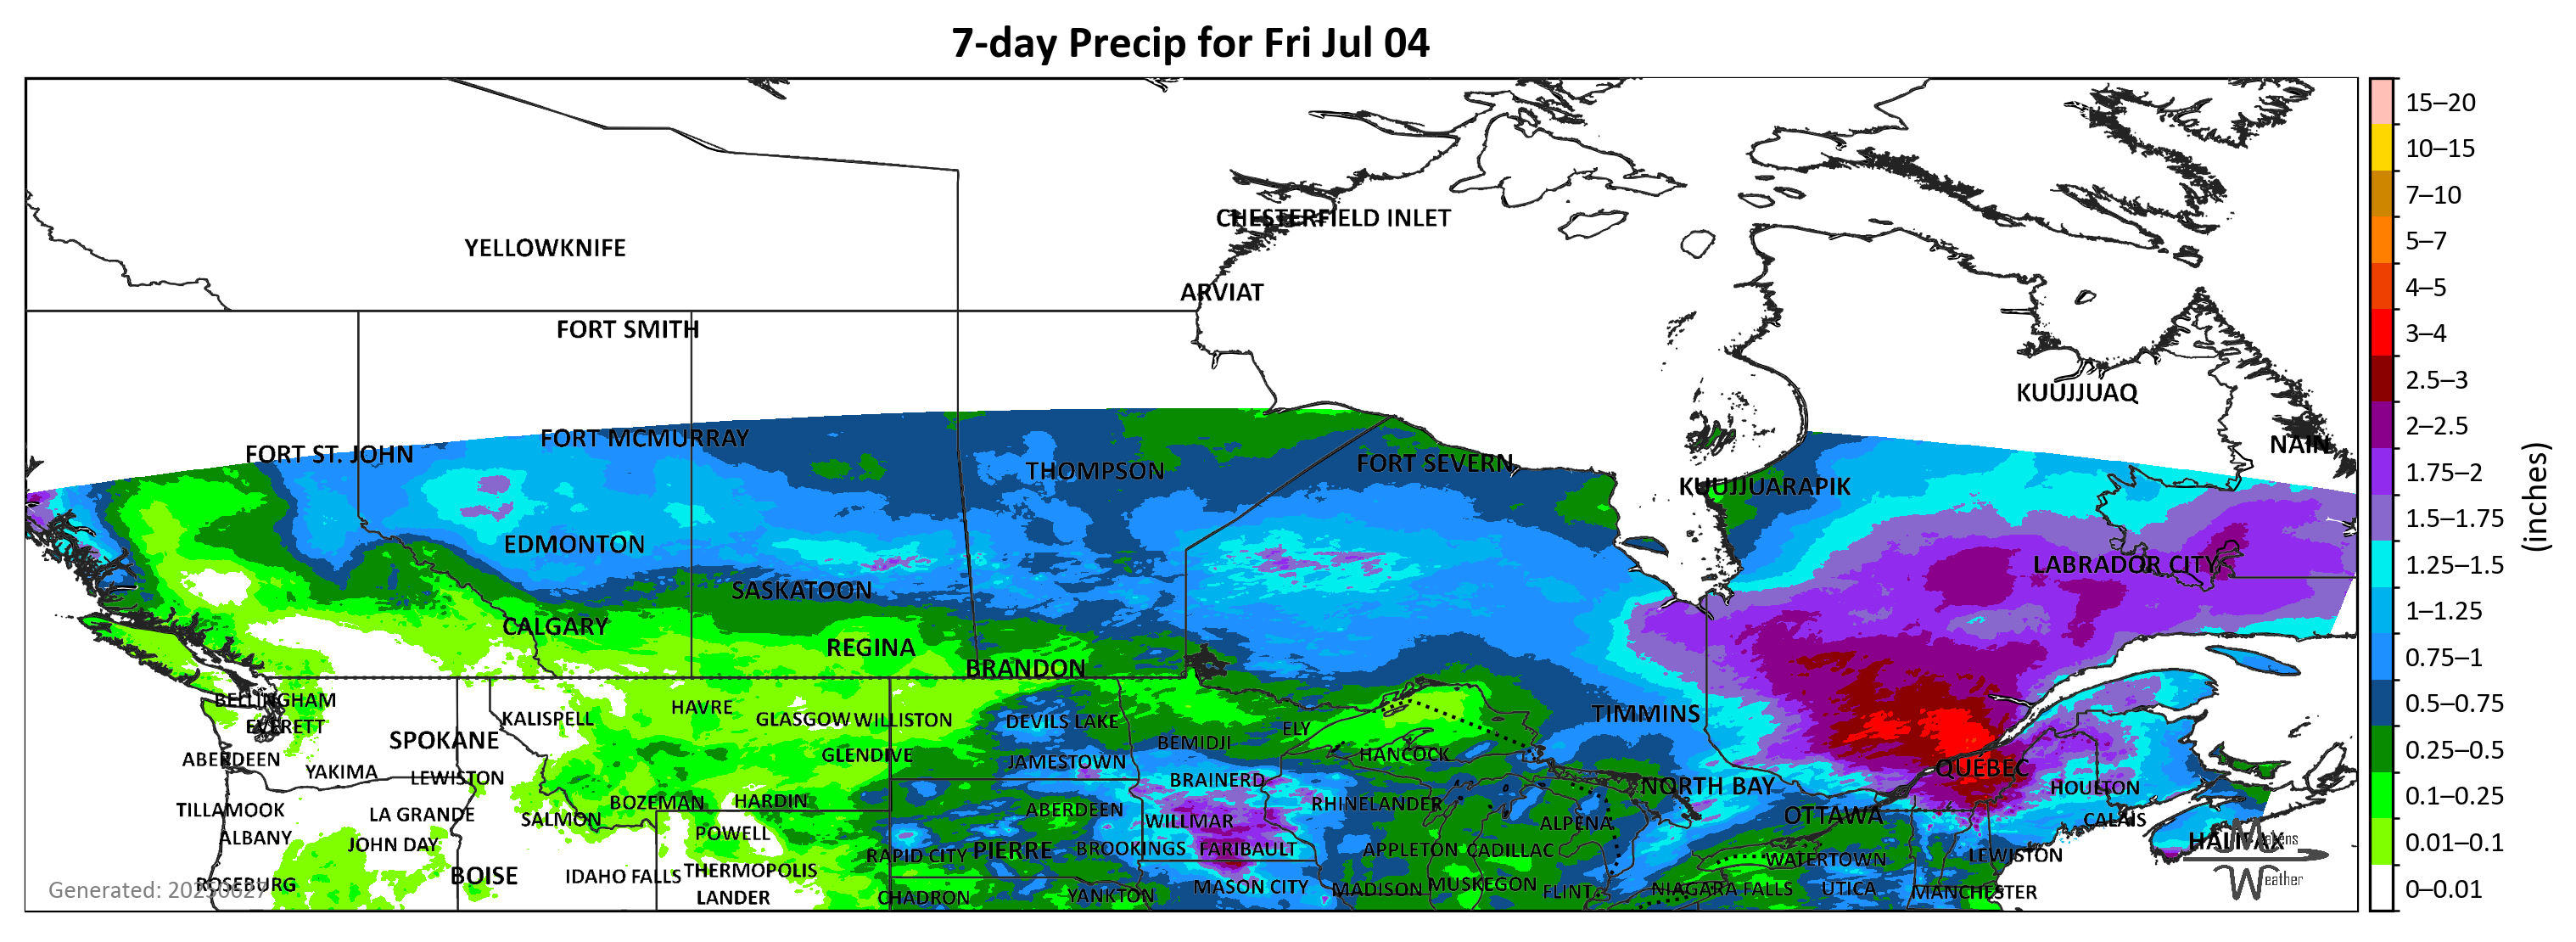 7-day Precip for Fri Jul 04
CHESTERFIELD INLET
YELLOWKNIFE
ARVIAT
FORT SMITH
KUUJJUAQ
FORT MCMURRAY
NAIN
FORT ST. JOHN
FORT SEVERN
THOMPSON
KUUJJUARAPIK
EDMONTON
LABRADOR CITY
SASKATOON
CALGARY
REGINA
BRANDON
BELLINGHAM
HAVRE
TIMMINS
KALISPELL
GLASGOW WILLISTON
DEVILS LAKE
EVERETT
ELY
SPOKANE
BEMIDJI
GLENDIVE
HANCOCK
ABERDEEN
JAMESTOWN
QUÉBEC
YAKIMA
LEWISTON
BRAINERD
NORTH BAY
HOULTON
BOZEMAN
HARDIN
RHINELANDER
TILLAMOOK
LA GRANDE
SALMON
ABERDEEN
WILLMAR
ALPENA
OTTAWA
CALAIS
ALBANY
JOHN DAY
POWELL
HALIFAX
Makens
Weather
RAPID CITY
PIERRE
BROOKINGS
FARIBAULT
APPLETON
CADILLAC
WATERTOWN
LEWISTON
BOISE
IDAHO FALLS
THERMOPOLIS
ROSEBURG
MASON CITY
MADISON
MUSKEGON
FLINT
NIAGARA FALLS
UTICA
MANCHESTER
LANDER
CHADRON
YANKTON
Generated: 20250627
15–20
10–15
7–10
5–7
4–5
3–4
2.5–3
2–2.5
1.75–2
1.5–1.75
1.25–1.5
1–1.25
0.75–1
0.5–0.75
0.25–0.5
0.1–0.25
0.01–0.1
0–0.01
(inches)